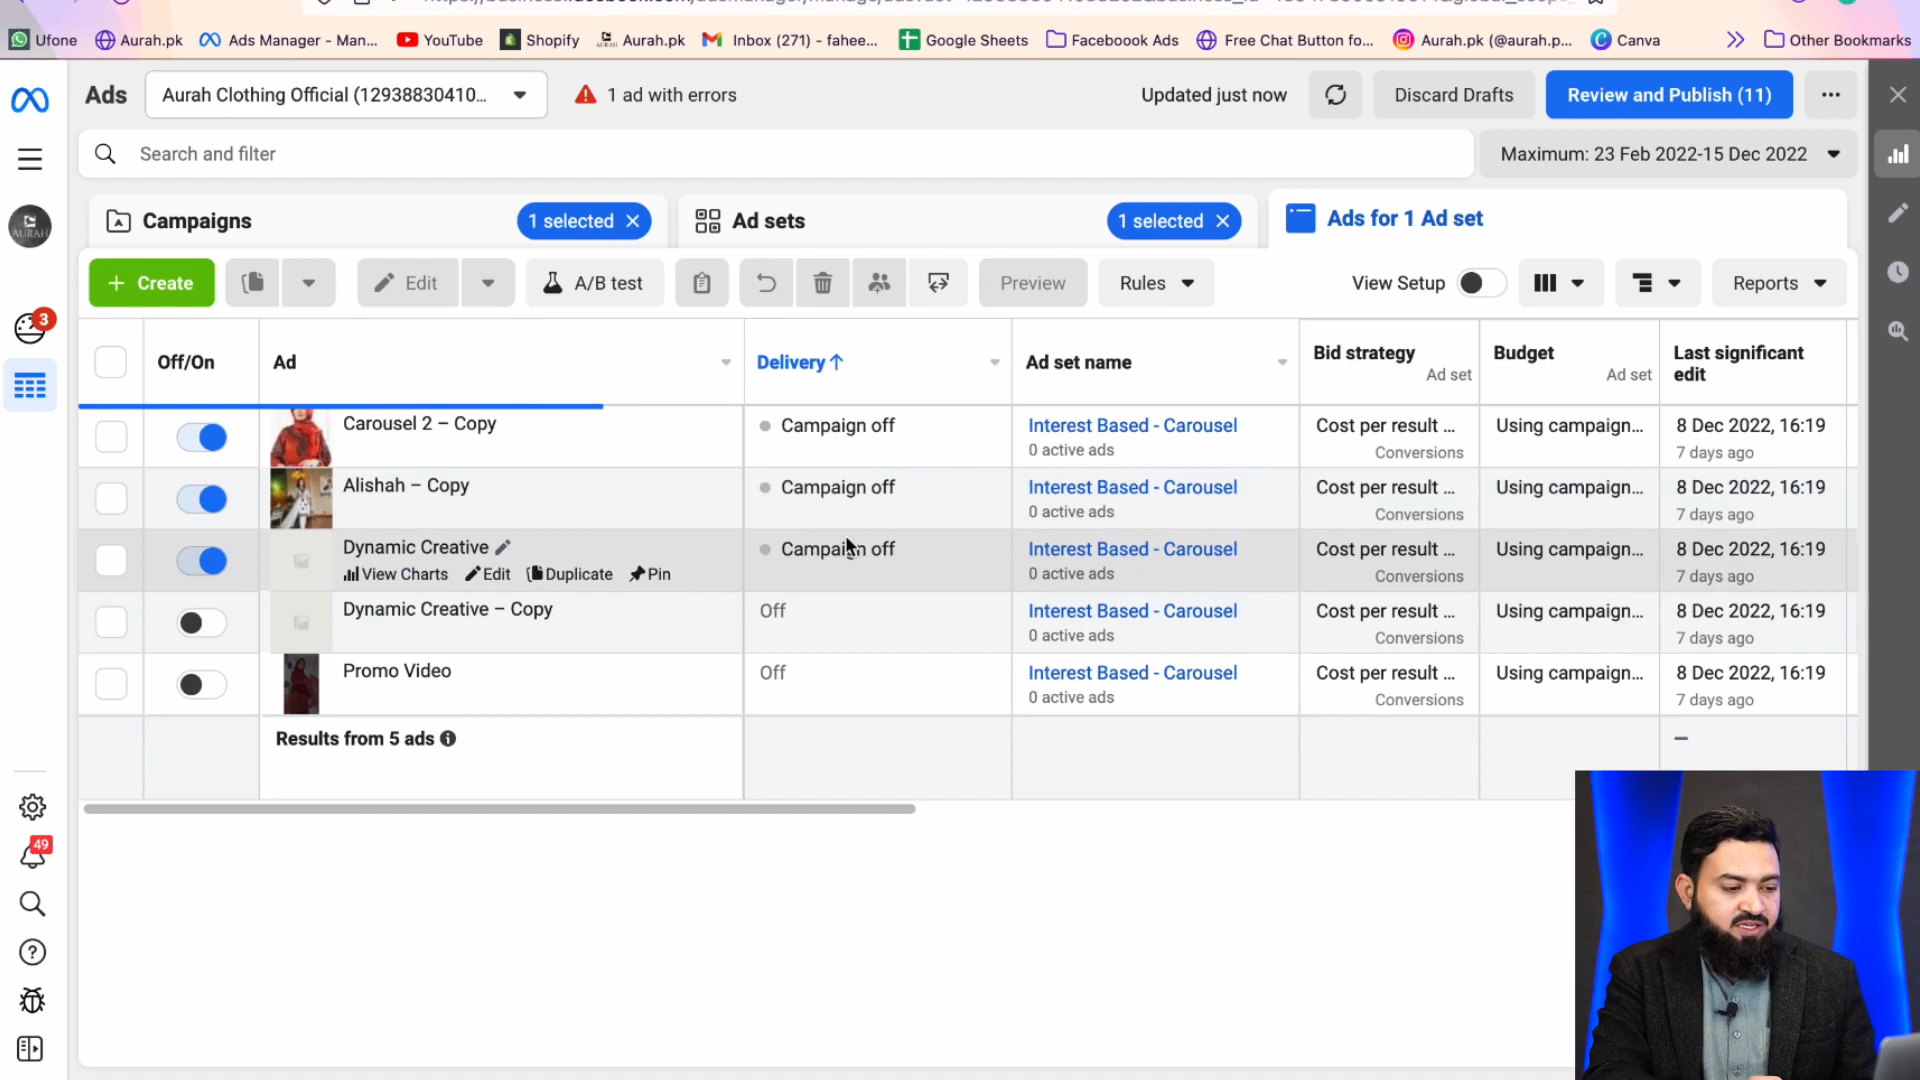 Ufone Aurah.pk Ads Manager - Man... YouTube Shopify Aurah.pk Inbox (271) - fahee... Google Sheets Faceboook Ads Free Chat Button fo... Aurah.pk (@aurah.p... Canva Other Bookmarks
Ads Aurah Clothing Official (12938830410... 1 ad with errors Updated just now Discard Drafts Review and Publish (11)
Search and filter Maximum: 23 Feb 2022-15 Dec 2022
Campaigns 1 selected Ad sets 1 selected Ads for 1 Ad set
AURAH
+ Create Edit A/B test Preview Rules View Setup Reports
3
Off/On Ad Delivery ↑ Ad set name Bid strategy Ad set Budget Ad set Last significant edit
Carousel 2 – Copy Campaign off Interest Based - Carousel Cost per result ... Using campaign... 8 Dec 2022, 16:19
0 active ads Conversions 7 days ago
Alishah – Copy Campaign off Interest Based - Carousel Cost per result ... Using campaign... 8 Dec 2022, 16:19
0 active ads Conversions 7 days ago
Dynamic Creative Campaign off Interest Based - Carousel Cost per result ... Using campaign... 8 Dec 2022, 16:19
View Charts Edit Duplicate Pin 0 active ads Conversions 7 days ago
Dynamic Creative – Copy Off Interest Based - Carousel Cost per result ... Using campaign... 8 Dec 2022, 16:19
0 active ads Conversions 7 days ago
Promo Video Off Interest Based - Carousel Cost per result ... Using campaign... 8 Dec 2022, 16:19
0 active ads Conversions 7 days ago
Results from 5 ads –
49